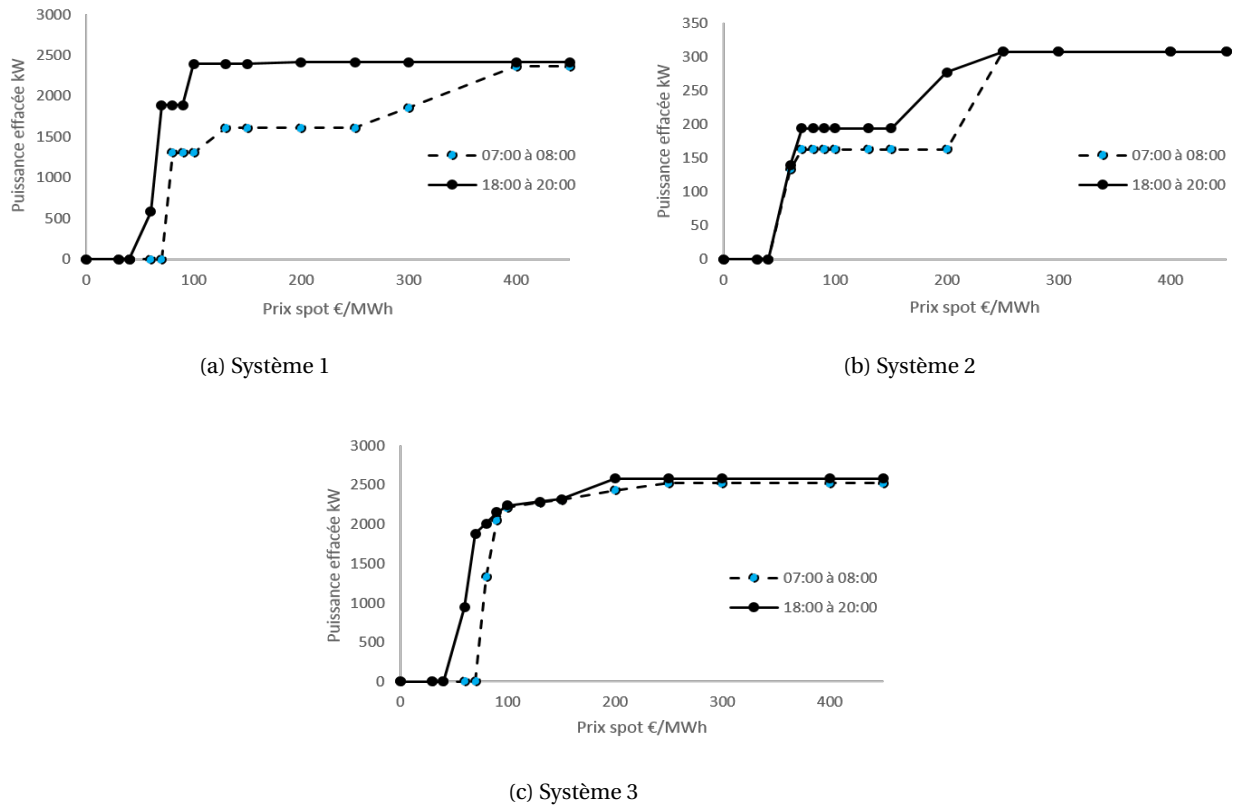 3000
2500
2000
1500
1000
500
0
Puissance effacée kW
0 100 200 300 400
Prix spot €/MWh
07:00 à 08:00
18:00 à 20:00
(a) Système 1
350
300
250
200
150
100
50
0
Puissance effacée kW
0 100 200 300 400
Prix spot €/MWh
07:00 à 08:00
18:00 à 20:00
(b) Système 2
3000
2500
2000
1500
1000
500
0
Puissance effacée kW
0 100 200 300 400
Prix spot €/MWh
07:00 à 08:00
18:00 à 20:00
(c) Système 3